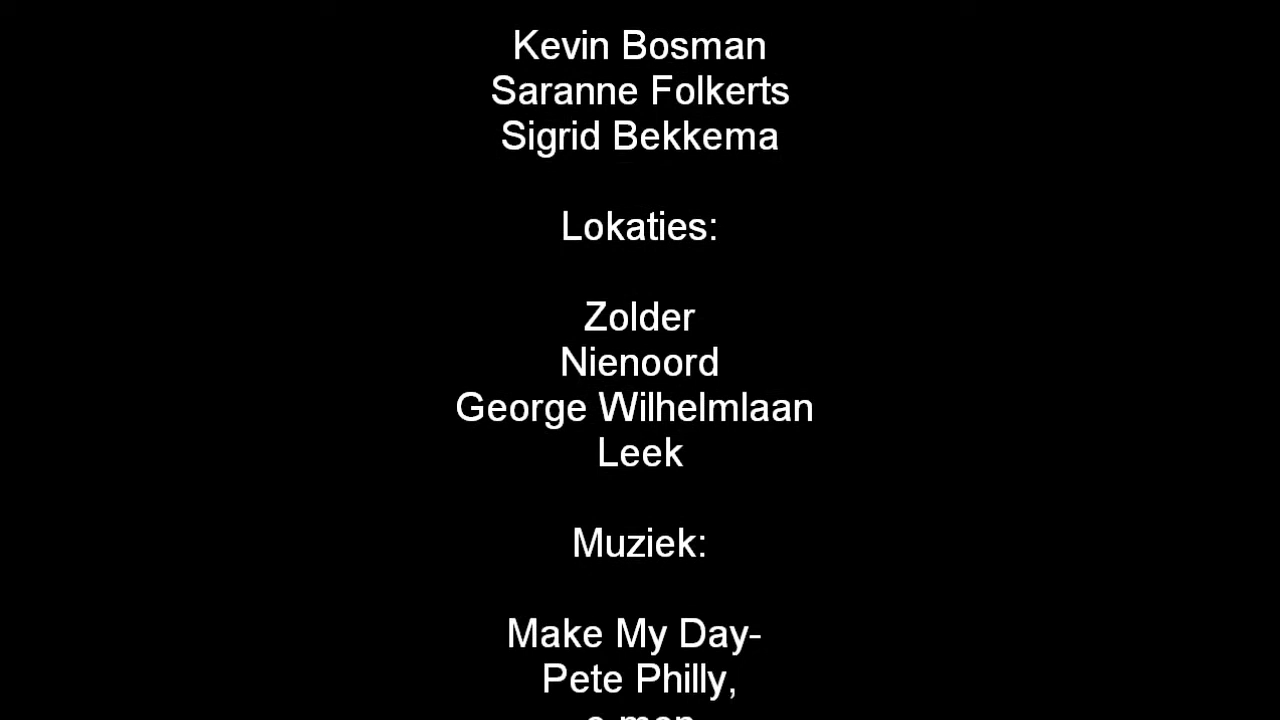 Kevin Bosman
Saranne Folkerts
Sigrid Bekkema
Lokaties:
Zolder
Nienoord
George Wilhelmlaan
Leek
Muziek:
Make My Day-
Pete Philly,